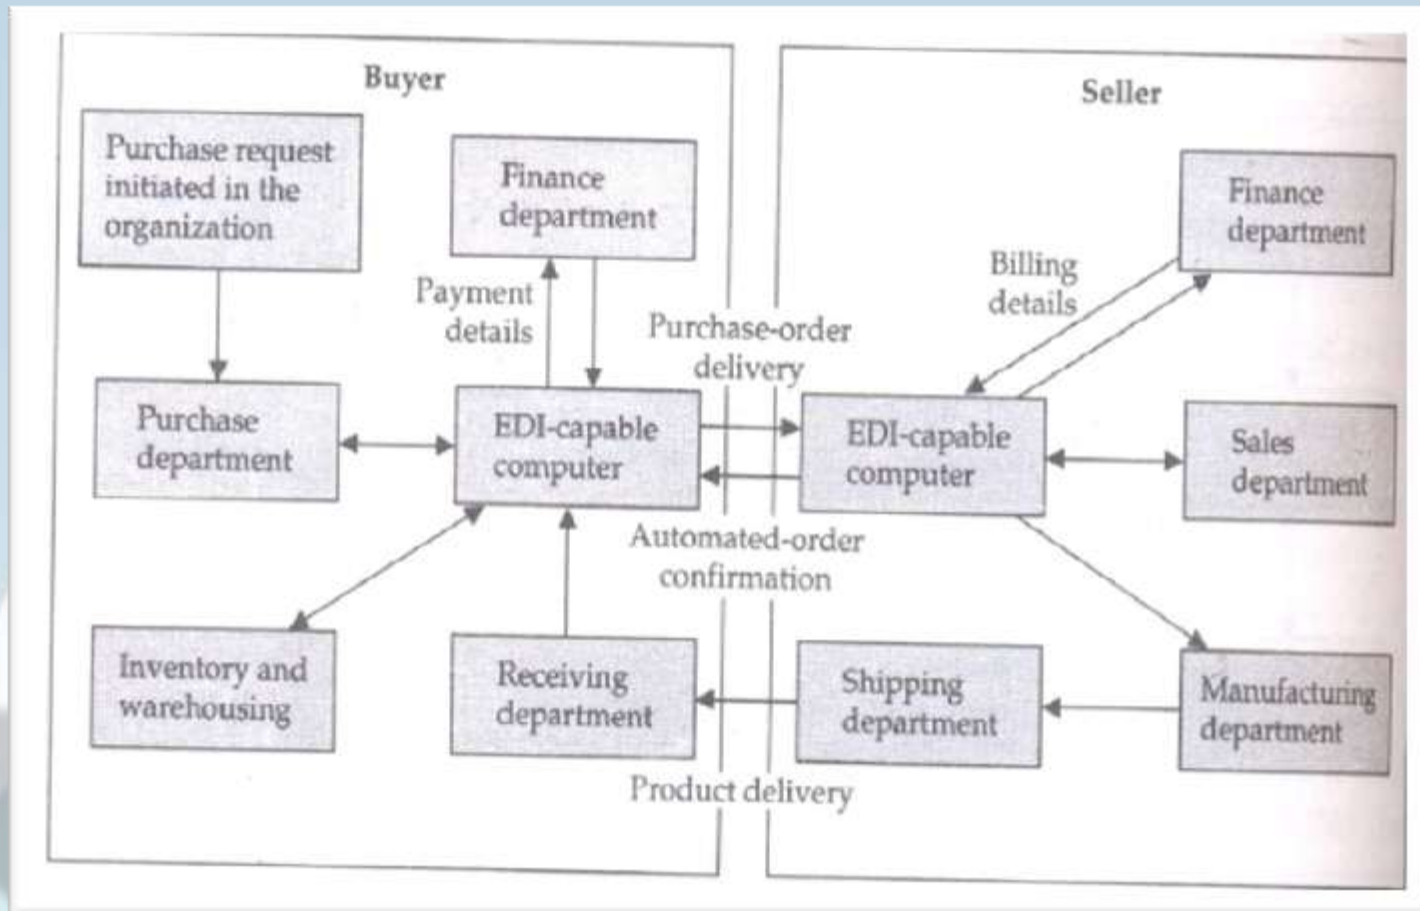 Buyer
Purchase request
initiated in the
organization
Finance
department
Payment
details
Purchase
department
EDI-capable
computer
Inventory and
warehousing
Receiving
department
Purchase-order
delivery
Automated-order
confirmation
Product delivery
Seller
Finance
department
Billing
details
EDI-capable
computer
Sales
department
Shipping
department
Manufacturing
department